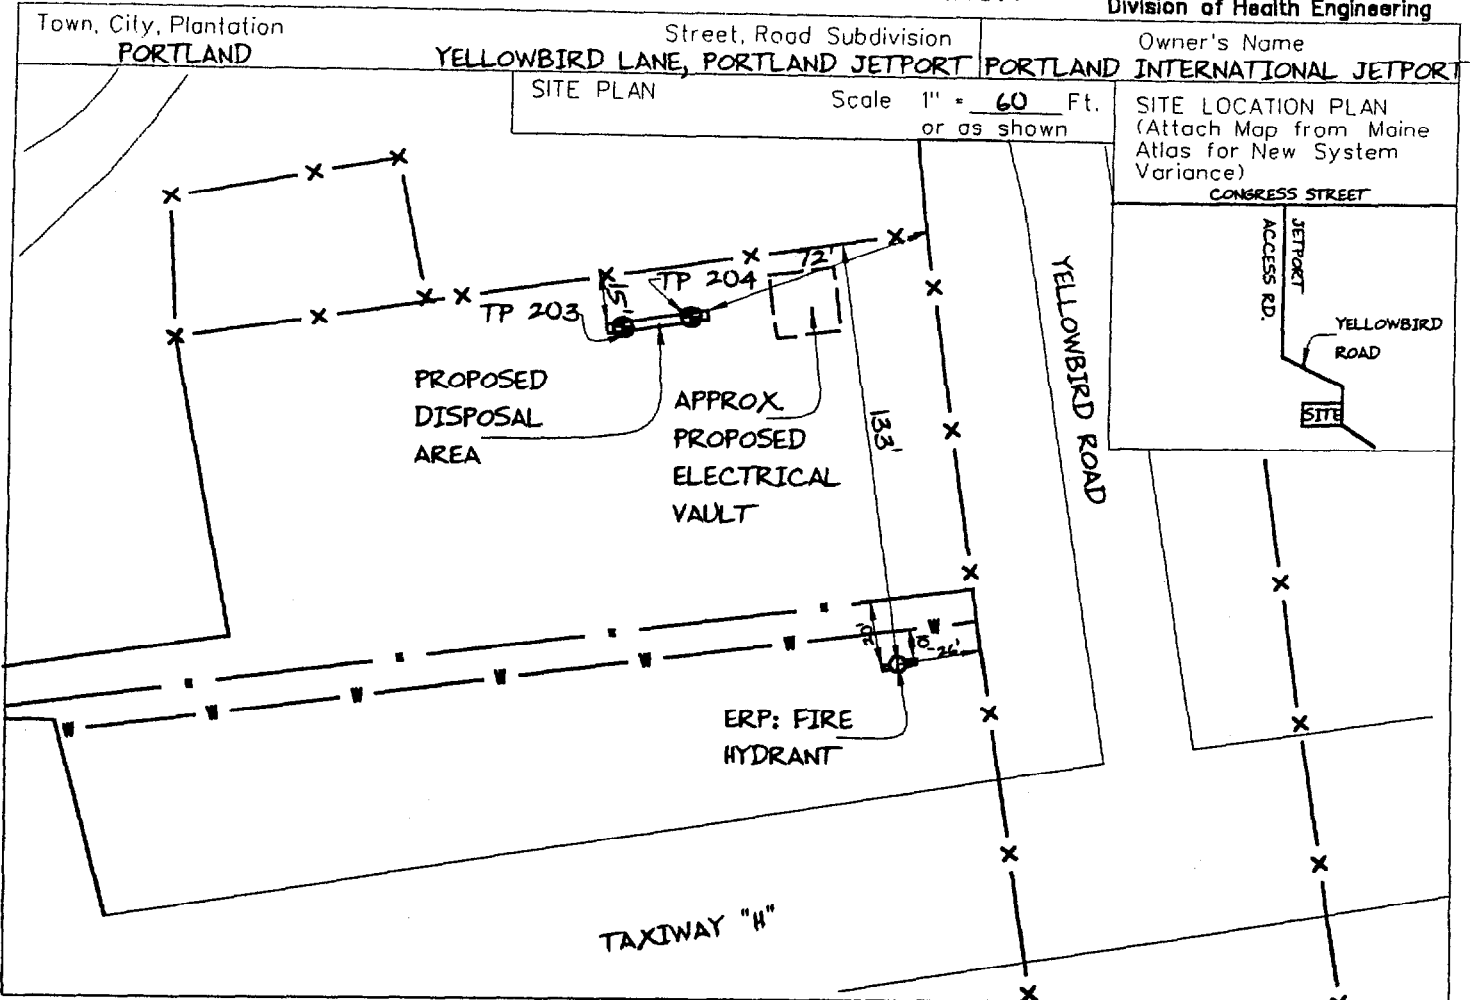 Division of Health Engineering
Town, City, Plantation
PORTLAND
Street, Road Subdivision
YELLOWBIRD LANE, PORTLAND JETPORT
Owner's Name
PORTLAND INTERNATIONAL JETPORT
SITE PLAN
Scale 1" = 60 Ft.
or as shown
SITE LOCATION PLAN
(Attach Map from Maine
Atlas for New System
Variance)
CONGRESS STREET
JETPORT
ACCESS RD.
YELLOWBIRD
ROAD
SITE
X X
X
X X
X X X X X
72'
TP 204
15'
TP 203
PROPOSED
DISPOSAL
AREA
APPROX.
PROPOSED
ELECTRICAL
VAULT
133'
YELLOWBIRD ROAD
X
X
X
X
W W W W W W W
20'
26'
ERP: FIRE
HYDRANT
X
X
X
X
X
X
X
TAXIWAY "H"